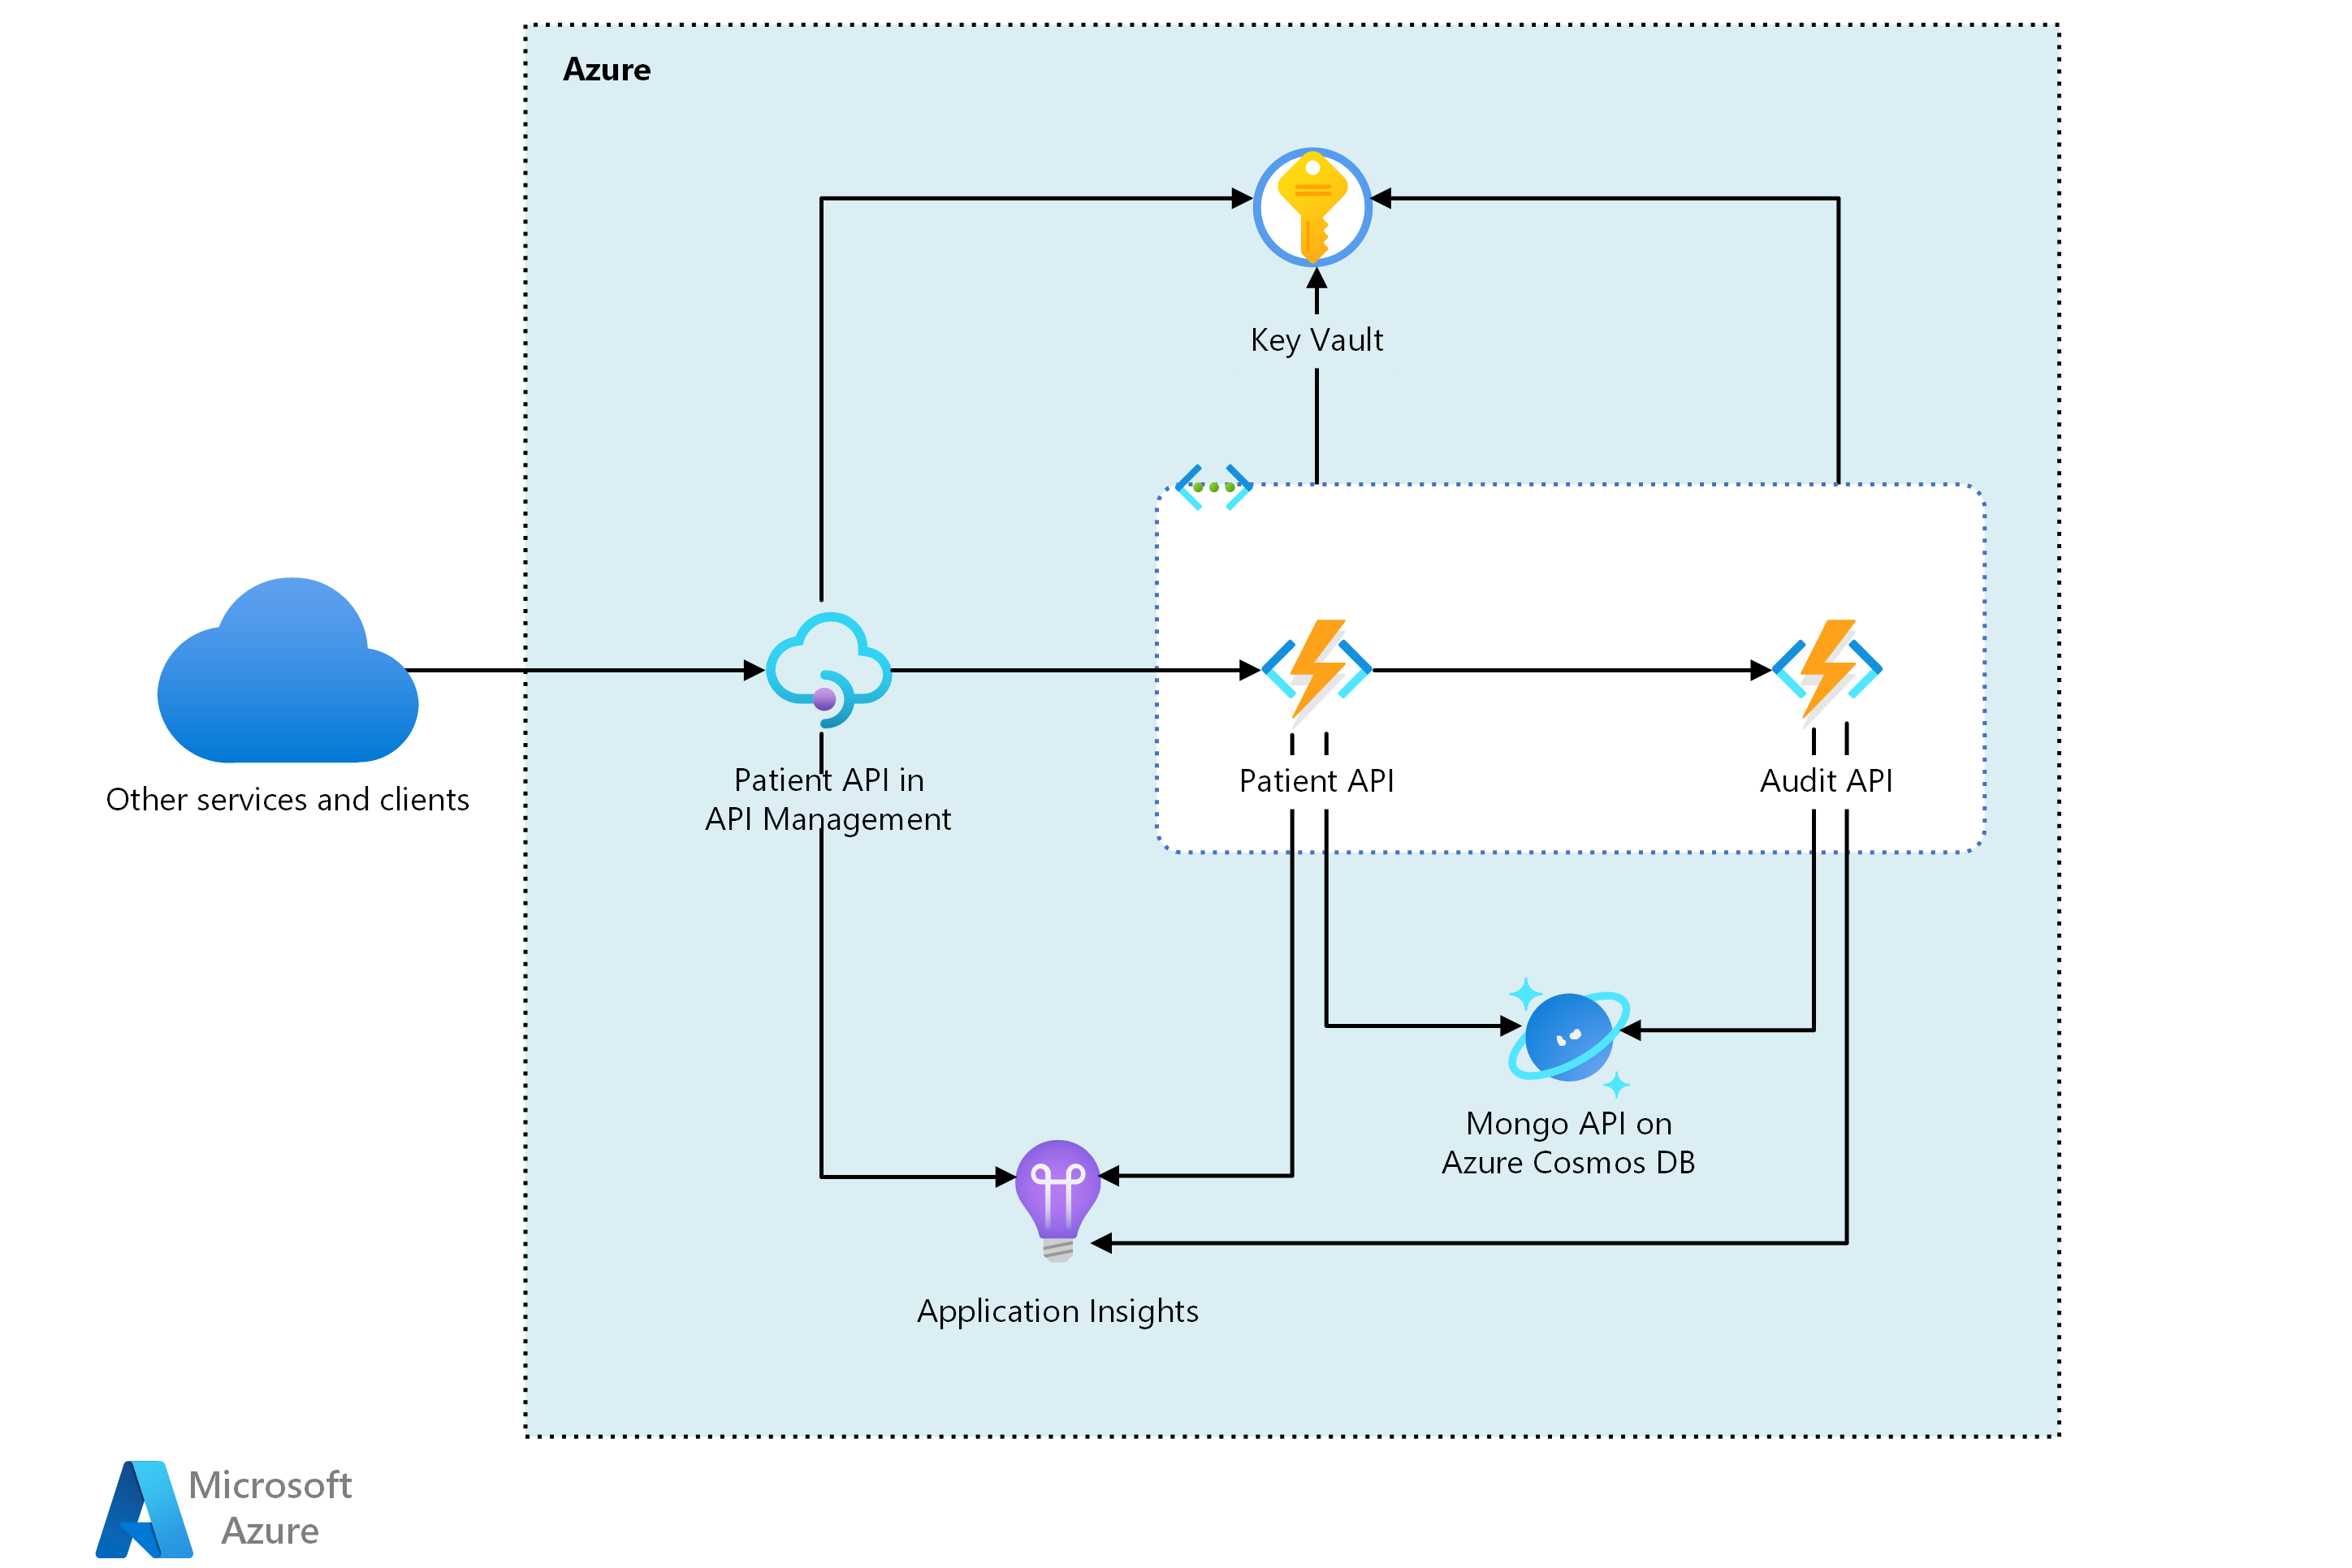 Azure
Key Vault
Other services and clients
Patient API in
API Management
Patient API
Audit API
Mongo API on
Azure Cosmos DB
Application Insights
Microsoft
Azure